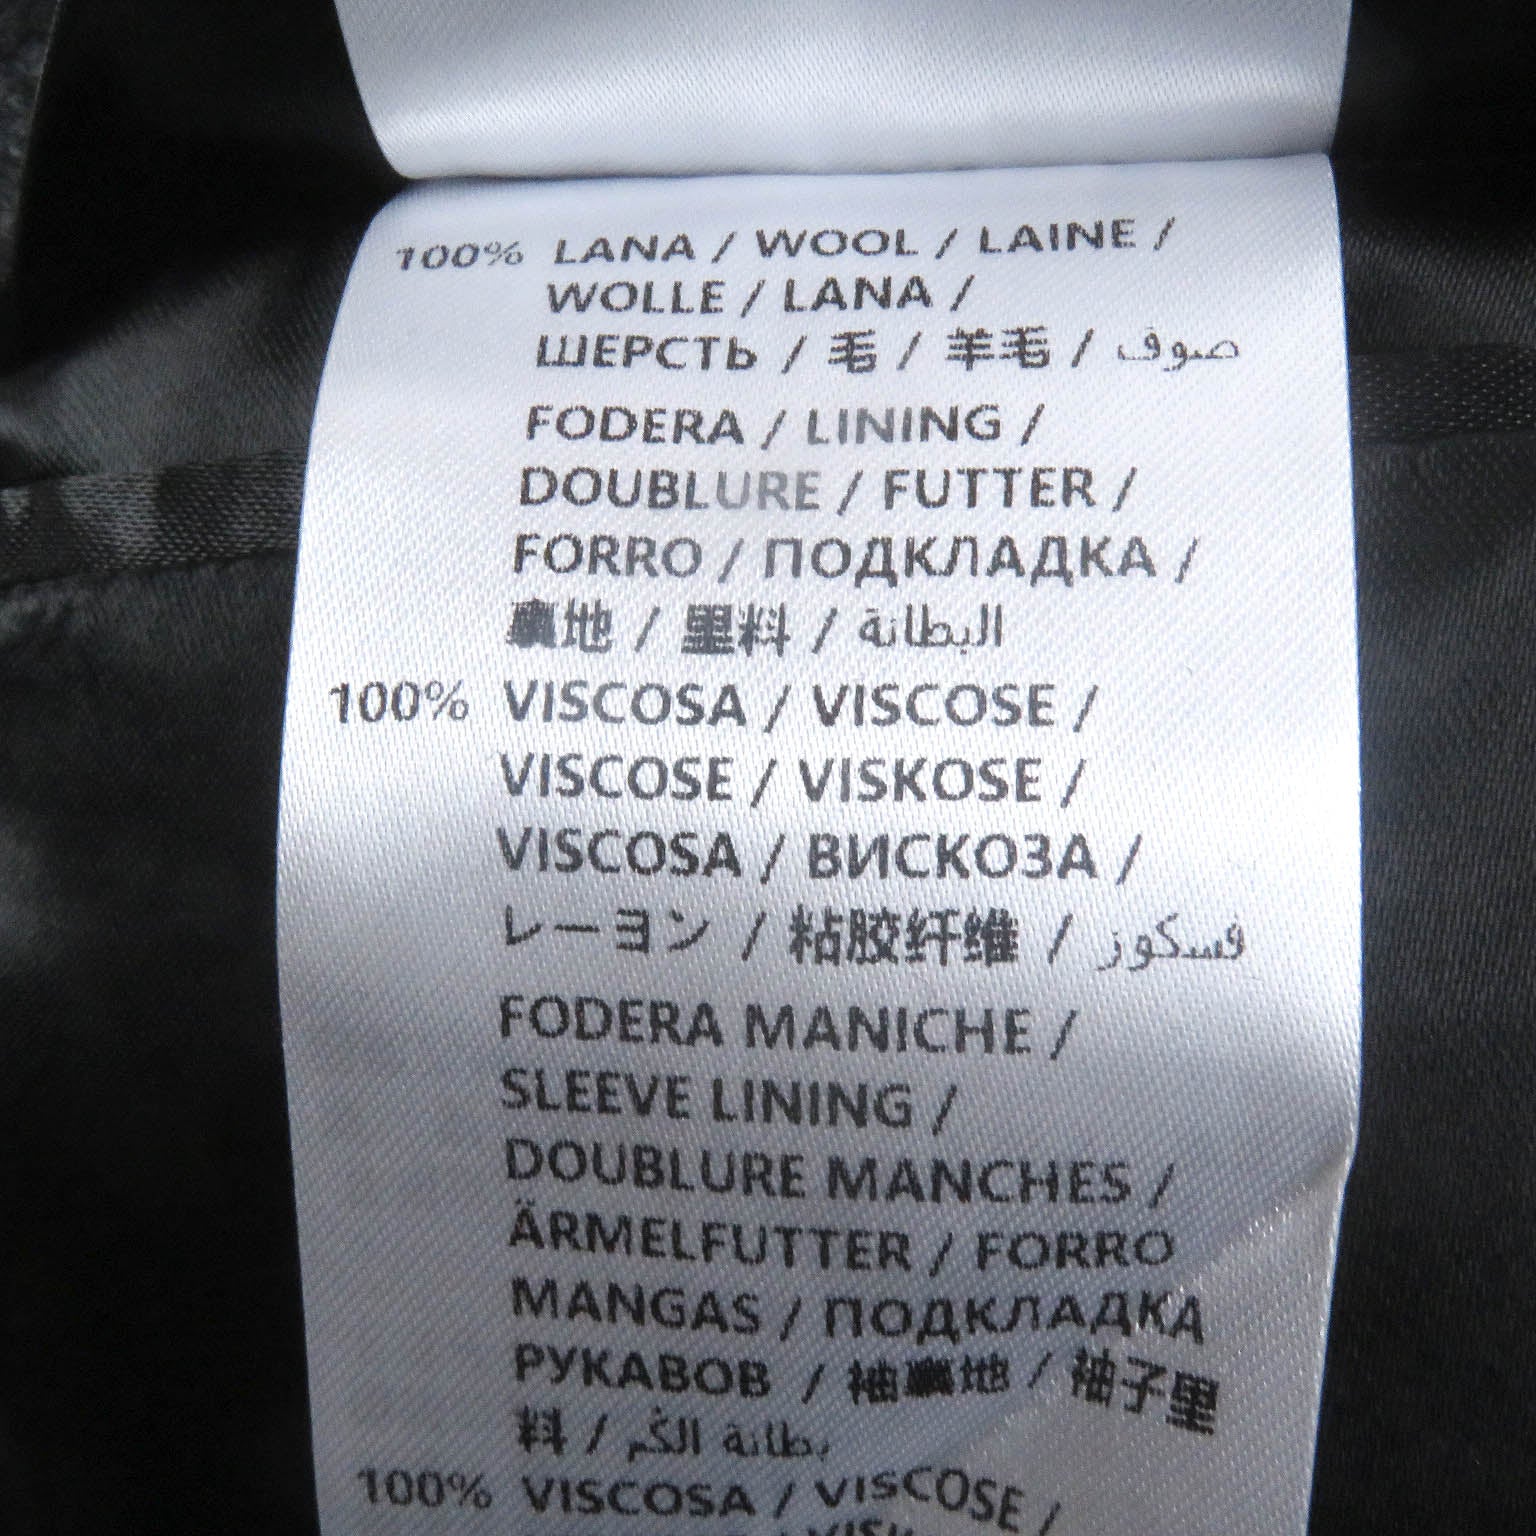 100% LANA / WOOL / LAINE /
WOLLE / LANA /
ШЕРСТЬ / 毛 / 羊毛 / صوف
FODERA / LINING /
DOUBLURE / FUTTER /
FORRO / ПОДКЛАДКА /
裏地 / 里料 / البطانة
100% VISCOSA / VISCOSE /
VISCOSE / VISKOSE /
VISCOSA / ВИСКОЗА /
レーヨン / 粘胶纤维 / فسكوز
FODERA MANICHE /
SLEEVE LINING /
DOUBLURE MANCHES /
ÄRMELFUTTER / FORRO
MANGAS / ПОДКЛАДКА
РУКАВОВ / 袖裏地 / 袖子里
料 / بطانة الكم
100% VISCOSA / VISCOSE /